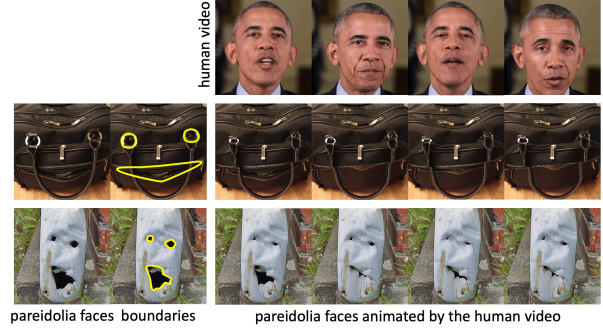 human video
pareidolia faces boundaries
pareidolia faces animated by the human video